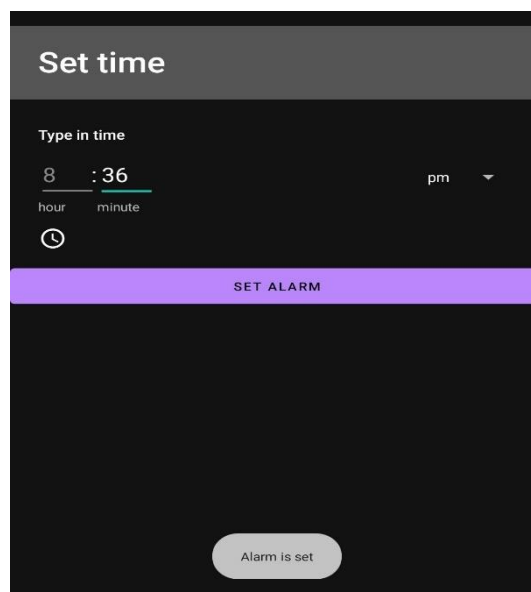 Set time
Type in time
8 : 36 pm
hour minute
SET ALARM
Alarm is set